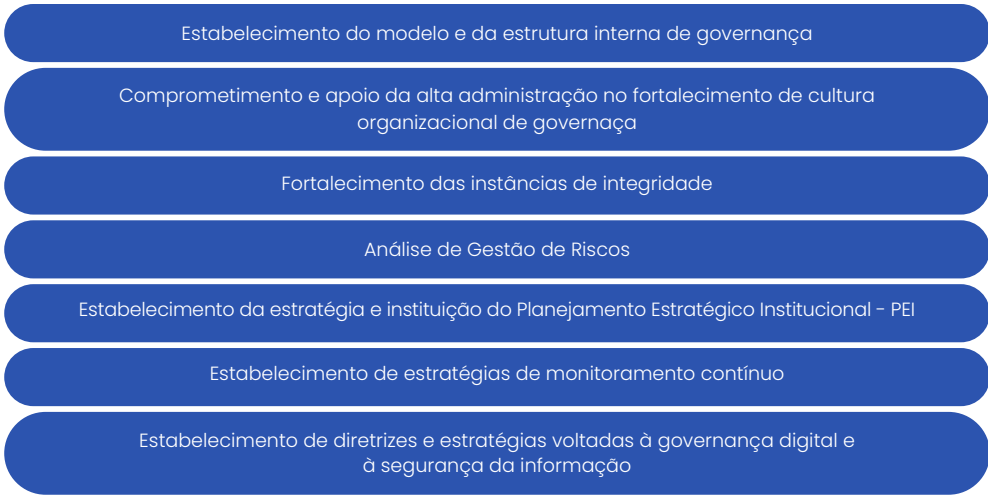 Estabelecimento do modelo e da estrutura interna de governança
Comprometimento e apoio da alta administração no fortalecimento de cultura
organizacional de governaça
Fortalecimento das instâncias de integridade
Análise de Gestão de Riscos
Estabelecimento da estratégia e instituição do Planejamento Estratégico Institucional - PEI
Estabelecimento de estratégias de monitoramento contínuo
Estabelecimento de diretrizes e estratégias voltadas à governança digital e
à segurança da informação